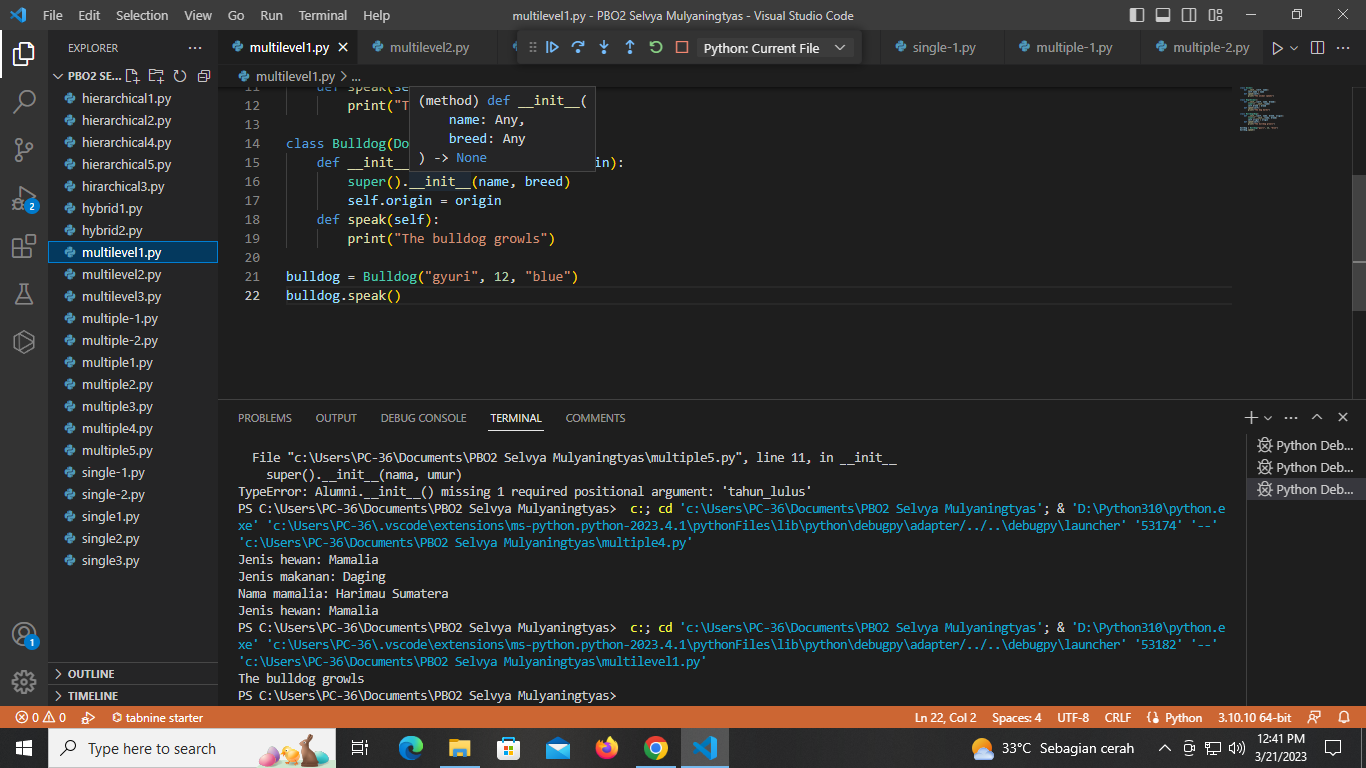 File Edit Selection View Go Run Terminal Help
multilevel1.py - PBO2 Selvya Mulyaningtyas - Visual Studio Code
EXPLORER
multilevel1.py
multilevel2.py
Python: Current File
single-1.py
multiple-1.py
multiple-2.py
PBO2 SE...
multilevel1.py > ...
hierarchical1.py
hierarchical2.py
hierarchical4.py
hierarchical5.py
hirarchical3.py
hybrid1.py
hybrid2.py
multilevel1.py
multilevel2.py
multilevel3.py
multiple-1.py
multiple-2.py
multiple1.py
multiple2.py
multiple3.py
multiple4.py
multiple5.py
single-1.py
single-2.py
single1.py
single2.py
single3.py
OUTLINE
TIMELINE
2
1
(method) def __init__(
name: Any,
breed: Any
) -> None
11 def speak(se
12 print("T
13
14 class Bulldog(Do
15 def __init__ in):
16 super().__init__(name, breed)
17 self.origin = origin
18 def speak(self):
19 print("The bulldog growls")
20
21 bulldog = Bulldog("gyuri", 12, "blue")
22 bulldog.speak()
PROBLEMS OUTPUT DEBUG CONSOLE TERMINAL COMMENTS
File "c:\Users\PC-36\Documents\PBO2 Selvya Mulyaningtyas\multiple5.py", line 11, in __init__
super().__init__(nama, umur)
TypeError: Alumni.__init__() missing 1 required positional argument: 'tahun_lulus'
PS C:\Users\PC-36\Documents\PBO2 Selvya Mulyaningtyas> c:; cd 'c:\Users\PC-36\Documents\PBO2 Selvya Mulyaningtyas'; & 'D:\Python310\python.e
xe' 'c:\Users\PC-36\.vscode\extensions\ms-python.python-2023.4.1\pythonFiles\lib\python\debugpy\adapter/../..\debugpy\launcher' '53174' '--'
'c:\Users\PC-36\Documents\PBO2 Selvya Mulyaningtyas\multiple4.py'
Jenis hewan: Mamalia
Jenis makanan: Daging
Nama mamalia: Harimau Sumatera
Jenis hewan: Mamalia
PS C:\Users\PC-36\Documents\PBO2 Selvya Mulyaningtyas> c:; cd 'c:\Users\PC-36\Documents\PBO2 Selvya Mulyaningtyas'; & 'D:\Python310\python.e
xe' 'c:\Users\PC-36\.vscode\extensions\ms-python.python-2023.4.1\pythonFiles\lib\python\debugpy\adapter/../..\debugpy\launcher' '53182' '--'
'c:\Users\PC-36\Documents\PBO2 Selvya Mulyaningtyas\multilevel1.py'
The bulldog growls
PS C:\Users\PC-36\Documents\PBO2 Selvya Mulyaningtyas>
Python Deb...
Python Deb...
Python Deb...
0 0 tabnine starter
Ln 22, Col 2 Spaces: 4 UTF-8 CRLF Python 3.10.10 64-bit
Type here to search
33°C Sebagian cerah
12:41 PM
3/21/2023